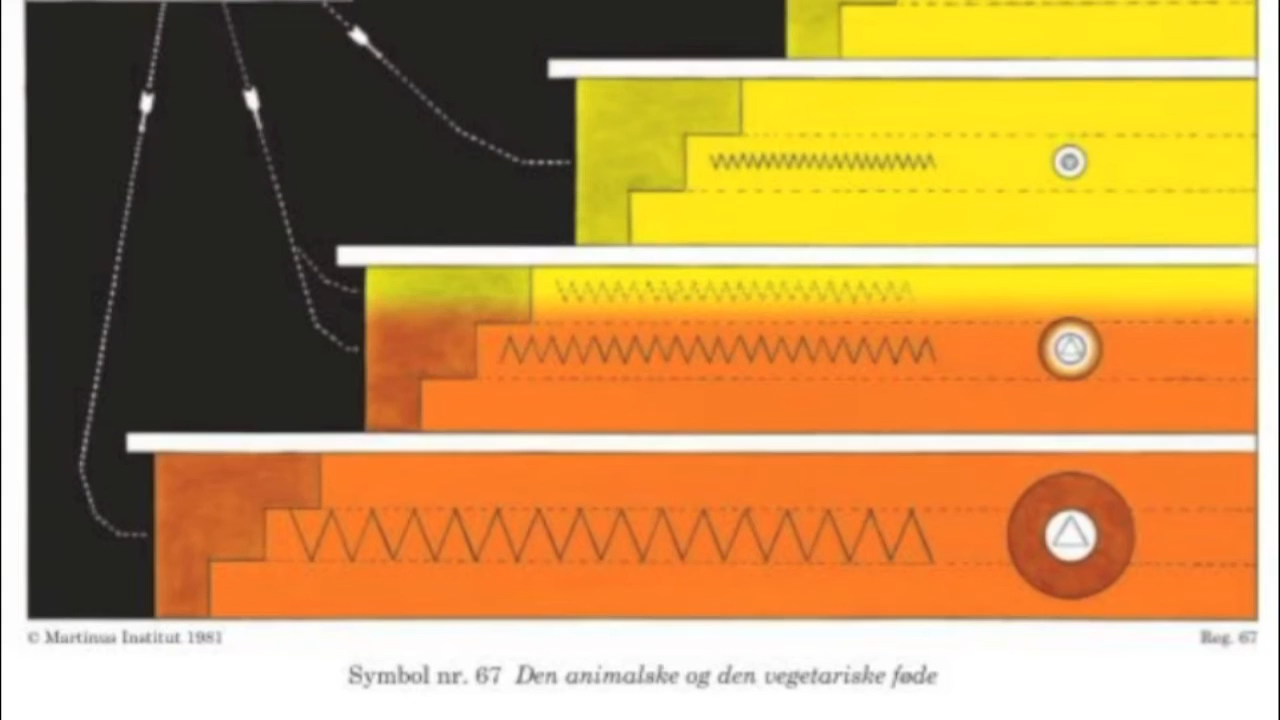 © Martinus Institut 1981
Reg. 67
Symbol nr. 67 Den animalske og den vegetariske føde